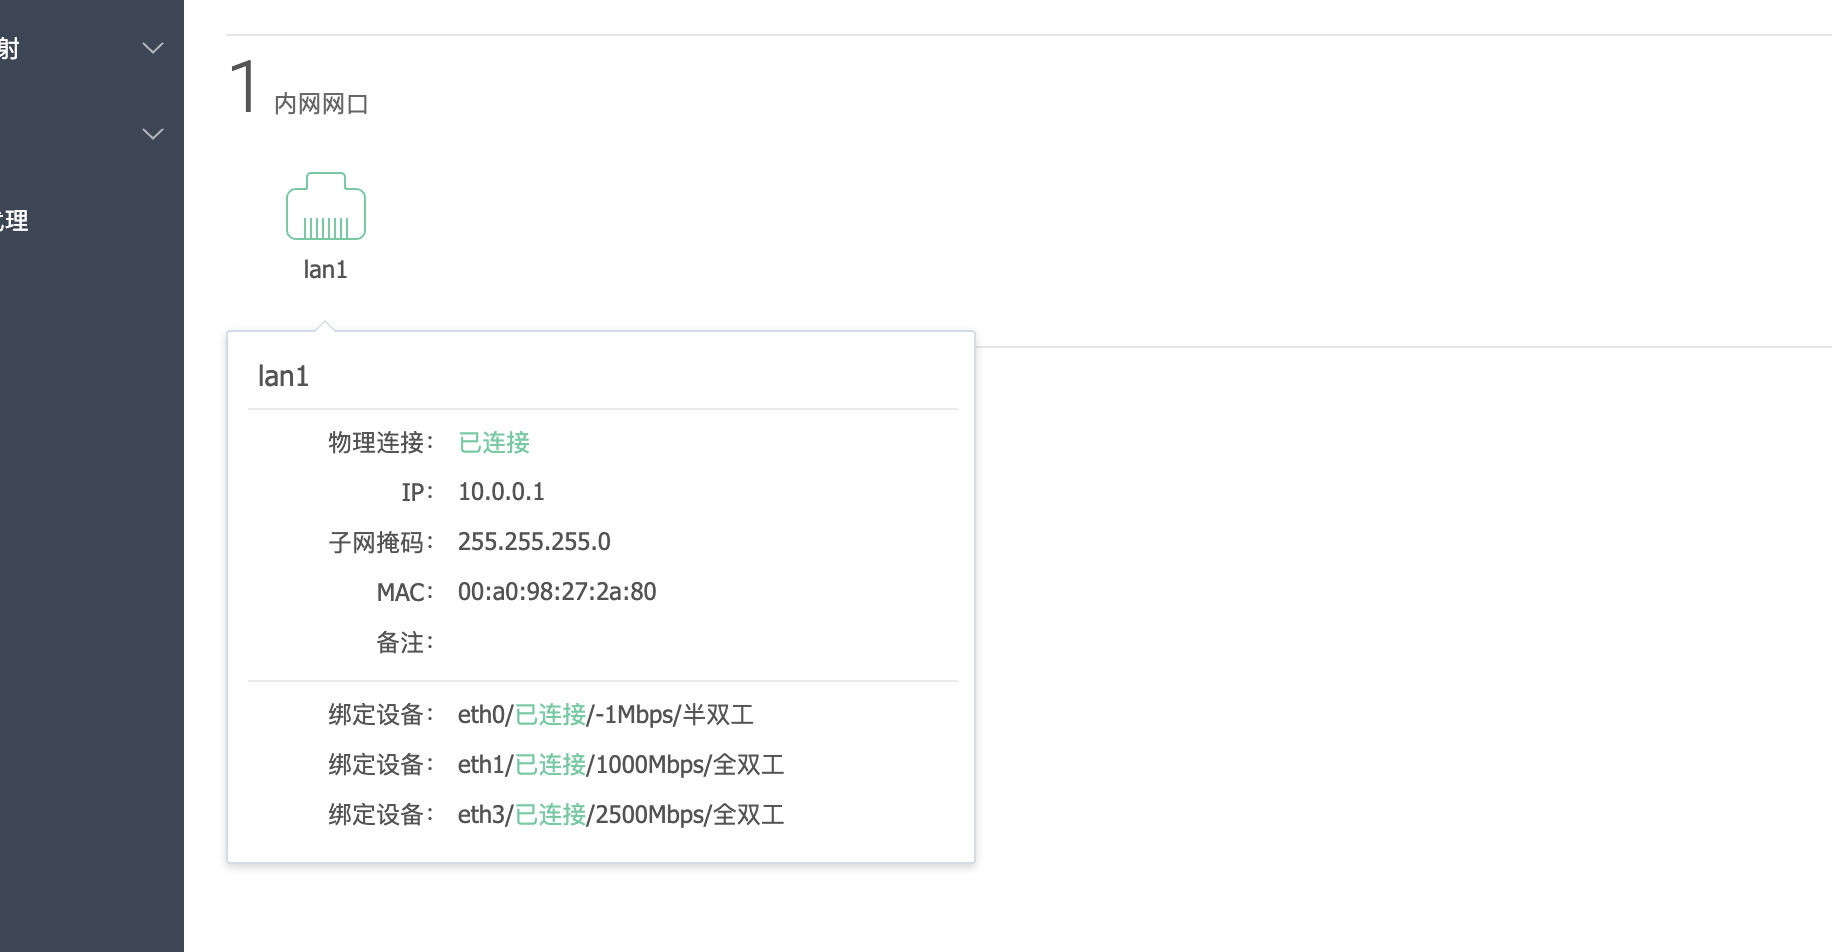 射
理
1 内网网口
lan1
lan1
物理连接： 已连接
IP： 10.0.0.1
子网掩码： 255.255.255.0
MAC： 00:a0:98:27:2a:80
备注：
绑定设备： eth0/已连接/-1Mbps/半双工
绑定设备： eth1/已连接/1000Mbps/全双工
绑定设备： eth3/已连接/2500Mbps/全双工